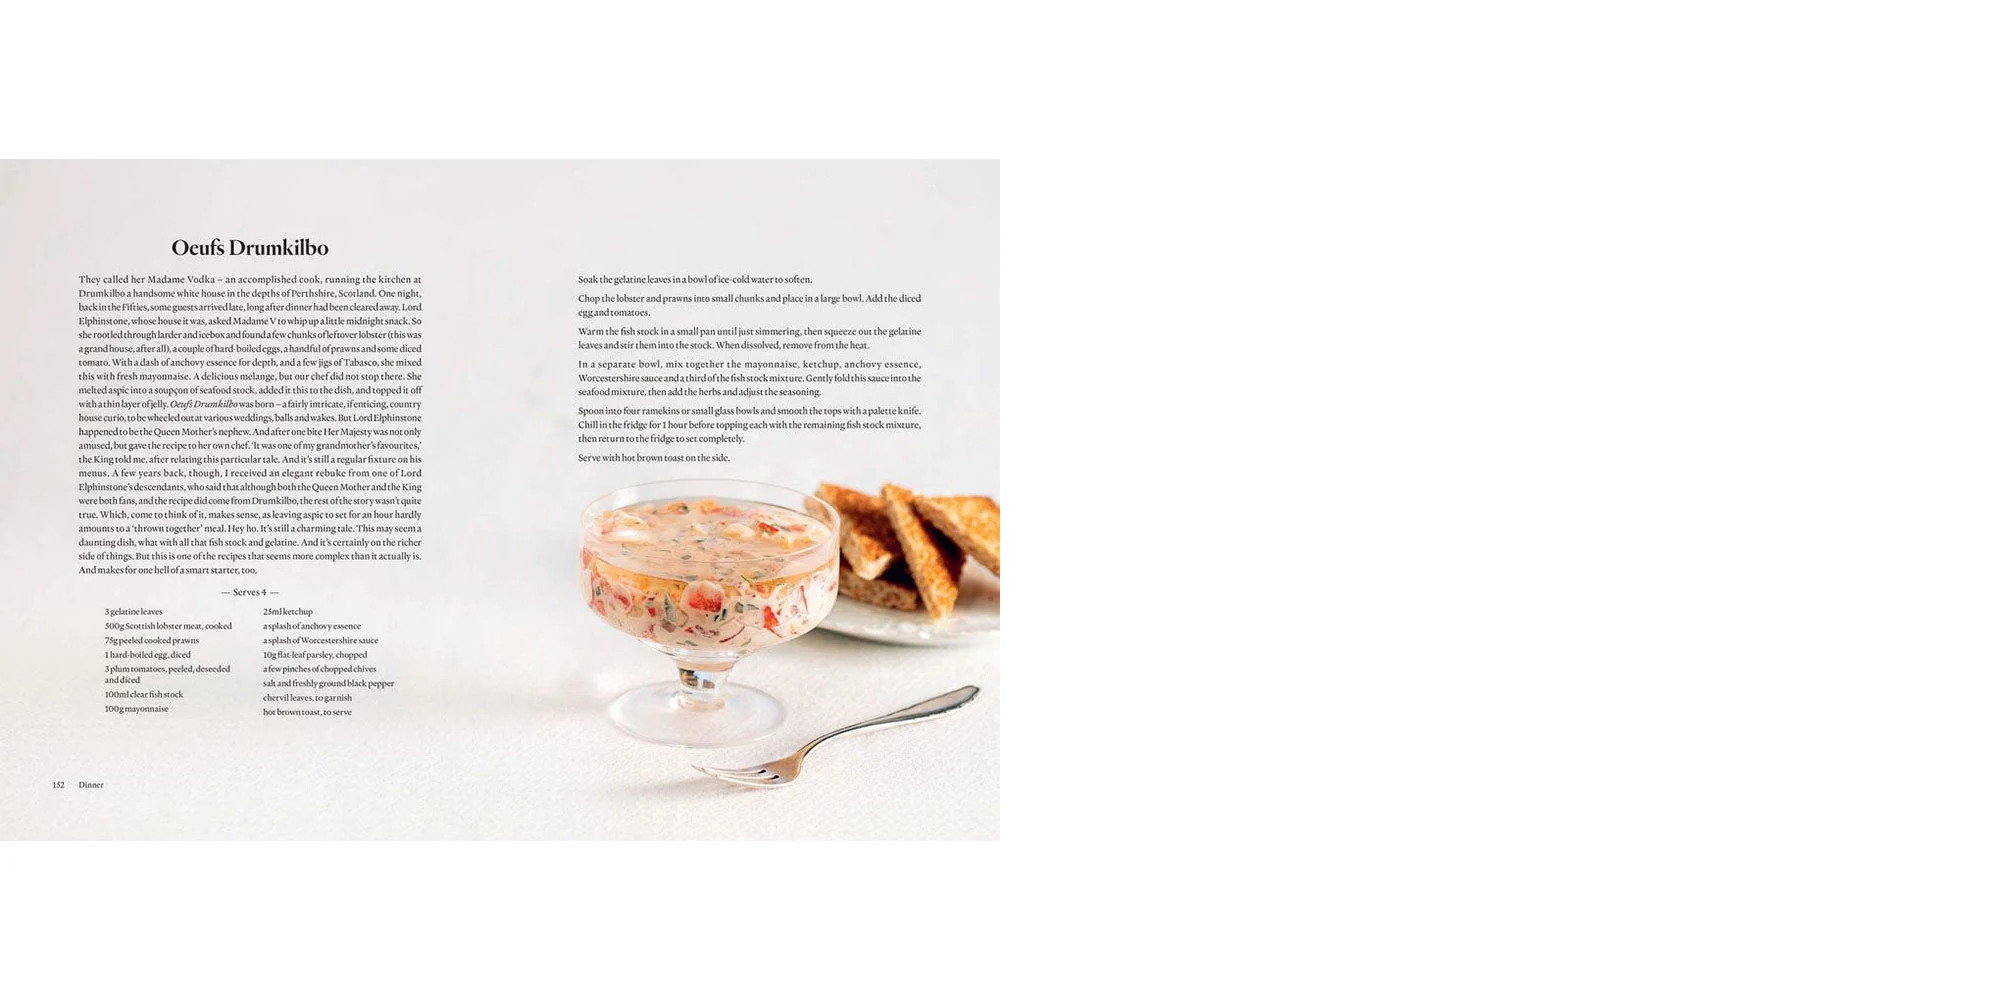 Oeufs Drumkilbo
They called her Madame Vodka – an accomplished cook, running the kitchen at
Drumkilbo a handsome white house in the depths of Perthshire, Scotland. One night,
back in the Fifties, some guests arrived late, long after dinner had been cleared away. Lord
Elphinstone, whose house it was, asked Madame V to whip up a little midnight snack. So
she rootled through larder and icebox and found a few chunks of leftover lobster (this was
a grand house, after all), a couple of hard-boiled eggs, a handful of prawns and some diced
tomato. With a dash of anchovy essence for depth, and a few jigs of Tabasco, she mixed
this with fresh mayonnaise. A delicious melange, but our chef did not stop there. She
melted aspic into a soupçon of seafood stock, added it this to the dish, and topped it off
with a thin layer of jelly. Oeufs Drumkilbo was born – a fairly intricate, if enticing, country
house curio, to be wheeled out at various weddings, balls and wakes. But Lord Elphinstone
happened to be the Queen Mother's nephew. And after one bite Her Majesty was not only
amused, but gave the recipe to her own chef. 'It was one of my grandmother's favourites,'
the King told me, after relating this particular tale. And it's still a regular fixture on his
menus. A few years back, though, I received an elegant rebuke from one of Lord
Elphinstone's descendants, who said that although both the Queen Mother and the King
were both fans, and the recipe did come from Drumkilbo, the rest of the story wasn't quite
true. Which, come to think of it, makes sense, as leaving aspic to set for an hour hardly
amounts to a 'thrown together' meal. Hey ho. It's still a charming tale. This may seem a
daunting dish, what with all that fish stock and gelatine. And it's certainly on the richer
side of things. But this is one of the recipes that seems more complex than it actually is.
And makes for one hell of a smart starter, too.
— Serves 4 —
3 gelatine leaves
500g Scottish lobster meat, cooked
75g peeled cooked prawns
1 hard-boiled egg, diced
3 plum tomatoes, peeled, deseeded
and diced
100ml clear fish stock
100g mayonnaise
25ml ketchup
a splash of anchovy essence
a splash of Worcestershire sauce
10g flat-leaf parsley, chopped
a few pinches of chopped chives
salt and freshly ground black pepper
chervil leaves, to garnish
hot brown toast, to serve
152 Dinner
Soak the gelatine leaves in a bowl of ice-cold water to soften.
Chop the lobster and prawns into small chunks and place in a large bowl. Add the diced
egg and tomatoes.
Warm the fish stock in a small pan until just simmering, then squeeze out the gelatine
leaves and stir them into the stock. When dissolved, remove from the heat.
In a separate bowl, mix together the mayonnaise, ketchup, anchovy essence,
Worcestershire sauce and a third of the fish stock mixture. Gently fold this sauce into the
seafood mixture, then add the herbs and adjust the seasoning.
Spoon into four ramekins or small glass bowls and smooth the tops with a palette knife.
Chill in the fridge for 1 hour before topping each with the remaining fish stock mixture,
then return to the fridge to set completely.
Serve with hot brown toast on the side.